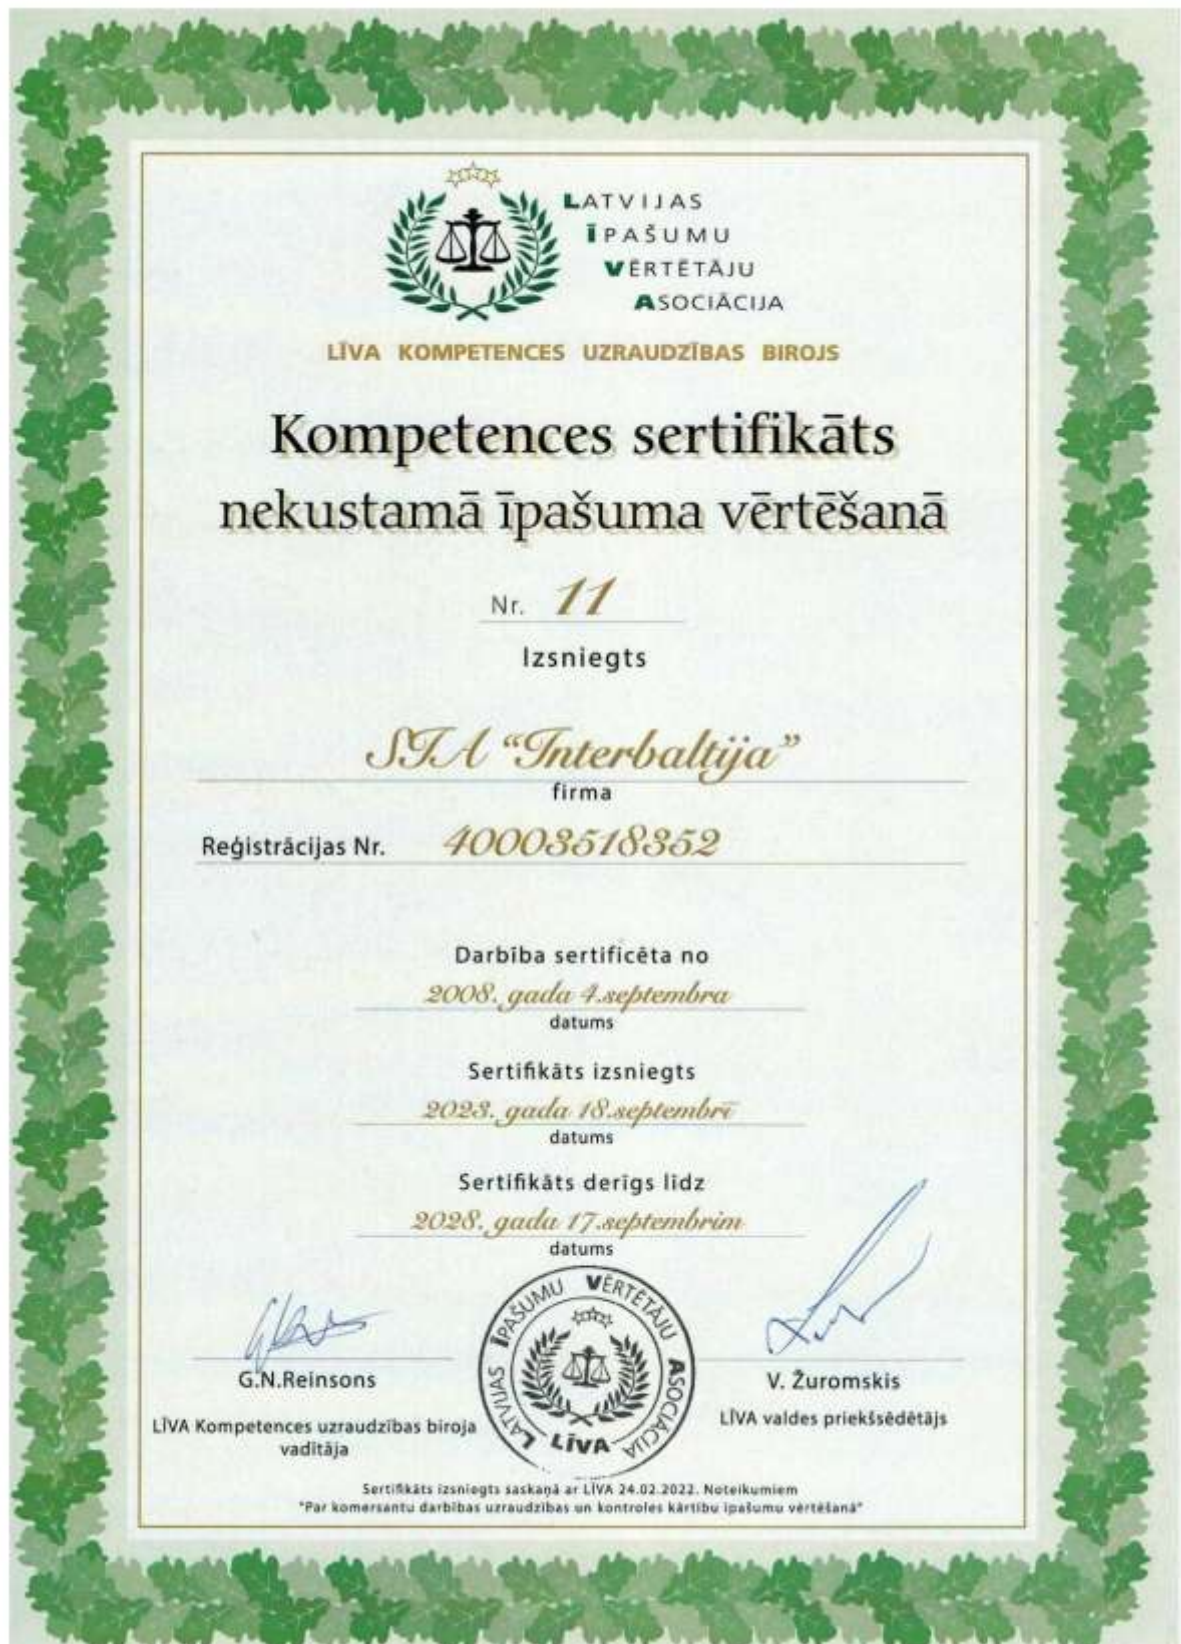 LATVIJAS
ĪPAŠUMU
VĒRTĒTĀJU
ASOCIĀCIJA
LĪVA KOMPETENCES UZRAUDZĪBAS BIROJS
Kompetences sertifikāts
nekustamā īpašuma vērtēšanā
Nr. 11
Izsniegts
SIA “Interbaltija”
firma
Reģistrācijas Nr. 40003518352
Darbība sertificēta no
2008. gada 4.septembra
datums
Sertifikāts izsniegts
2023. gada 18.septembrī
datums
Sertifikāts derīgs līdz
2028. gada 17.septembrim
datums
LATVIJAS ĪPAŠUMU VĒRTĒTĀJU ASOCIĀCIJA
LĪVA
G.N.Reinsons
LĪVA Kompetences uzraudzības biroja
vadītāja
V. Žuromskis
LĪVA valdes priekšsēdētājs
Sertifikāts izsniegts saskaņā ar LĪVA 24.02.2022. Noteikumiem
"Par komersantu darbības uzraudzības un kontroles kārtību īpašumu vērtēšanā"